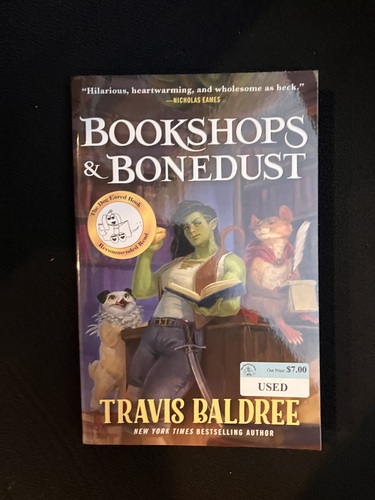 "Hilarious, heartwarming, and wholesome as beck."
—NICHOLAS EAMES
BOOKSHOPS
& BONEDUST
The Dog Eared Book
Recommended Read
Our Price $7.00
USED
TRAVIS BALDREE
NEW YORK TIMES BESTSELLING AUTHOR